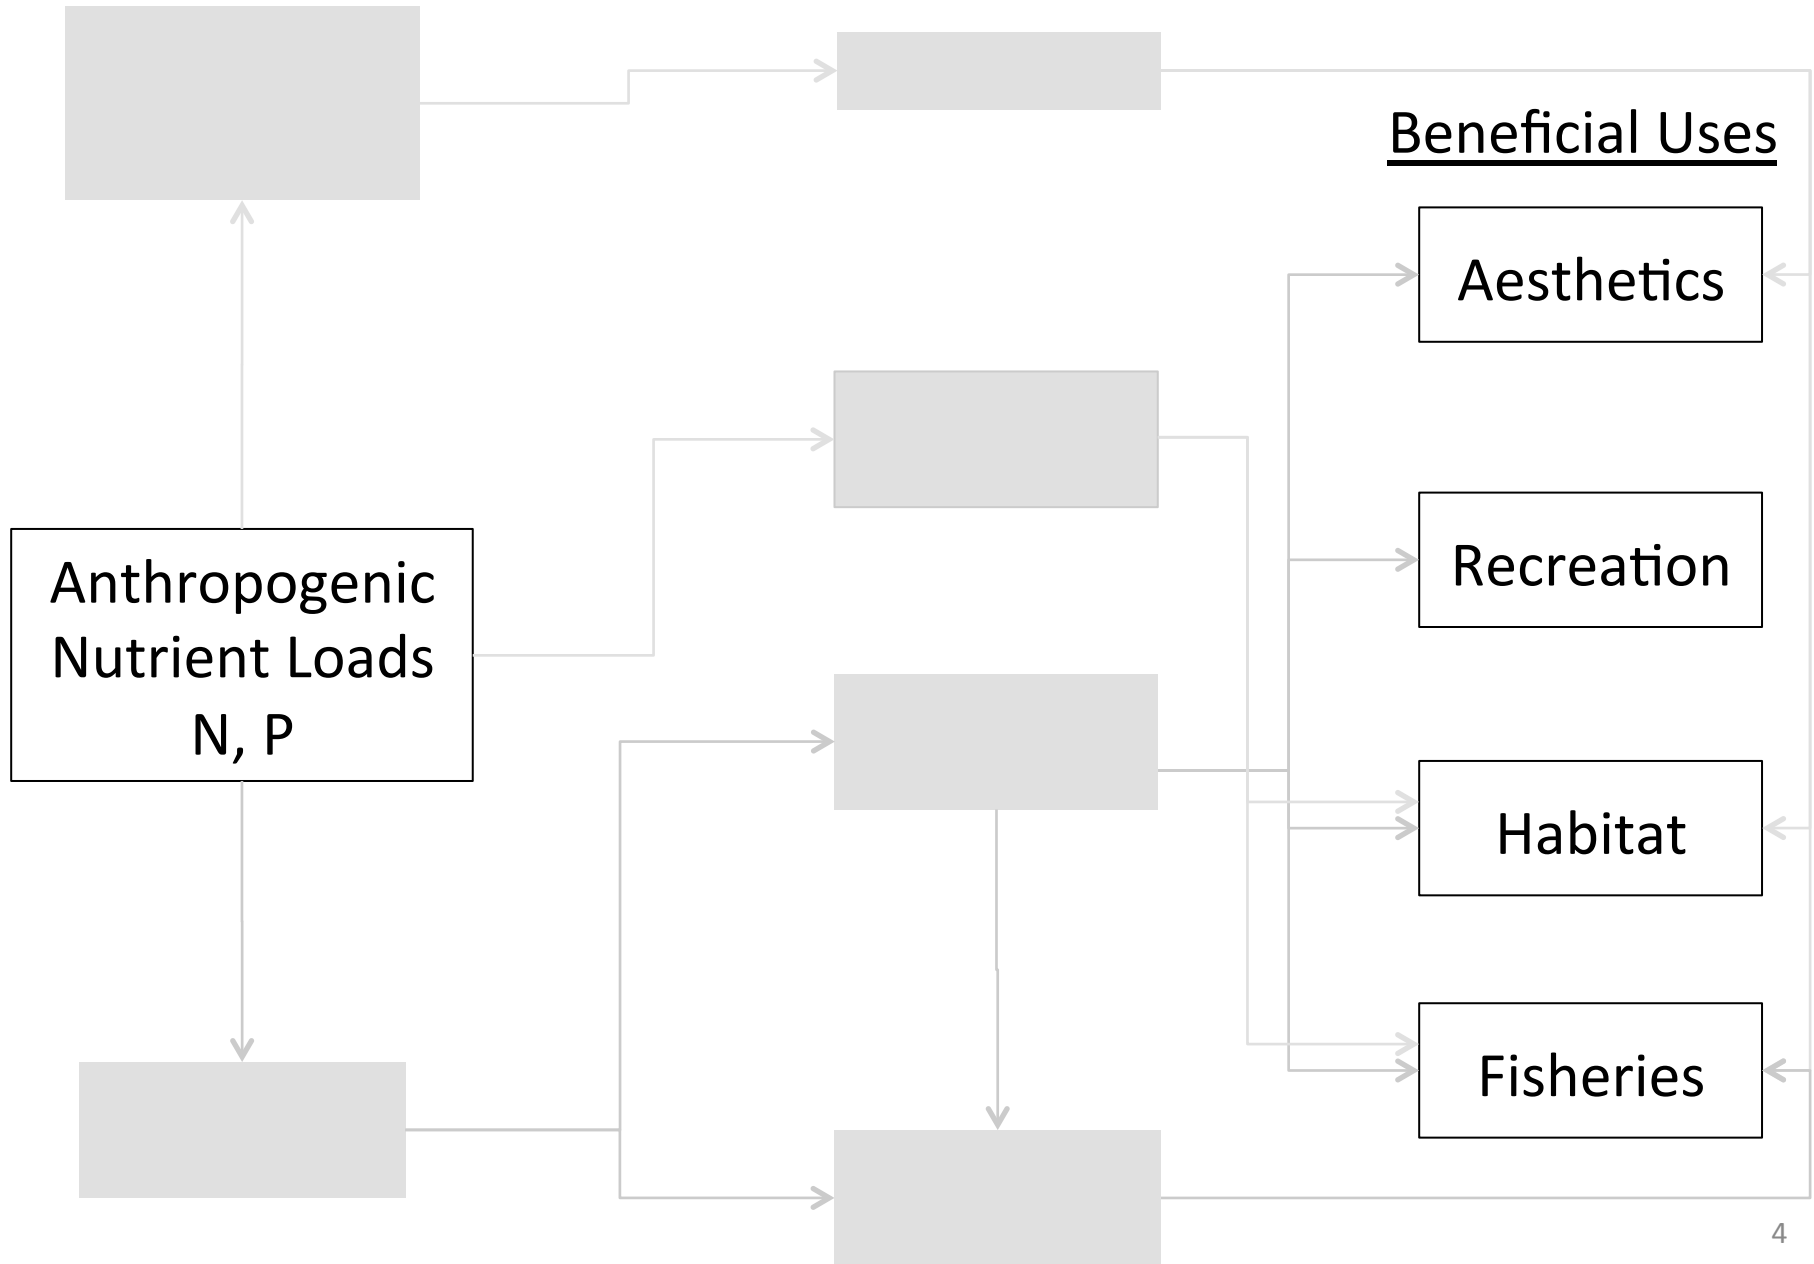 Beneficial Uses
Aesthetics
Recreation
Anthropogenic
Nutrient Loads
N, P
Habitat
Fisheries
4